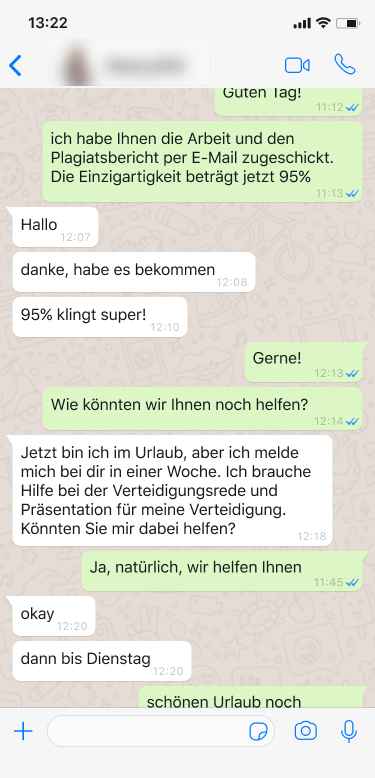 13:22
Guten Tag!
11:12
ich habe Ihnen die Arbeit und den
Plagiatsbericht per E-Mail zugeschickt.
Die Einzigartigkeit beträgt jetzt 95%
11:13
Hallo
12:07
danke, habe es bekommen
12:08
95% klingt super!
12:10
Gerne!
12:13
Wie könnten wir Ihnen noch helfen?
12:14
Jetzt bin ich im Urlaub, aber ich melde
mich bei dir in einer Woche. Ich brauche
Hilfe bei der Verteidigungsrede und
Präsentation für meine Verteidigung.
Könnten Sie mir dabei helfen?
12:18
Ja, natürlich, wir helfen Ihnen
11:45
okay
12:20
dann bis Dienstag
12:20
schönen Urlaub noch